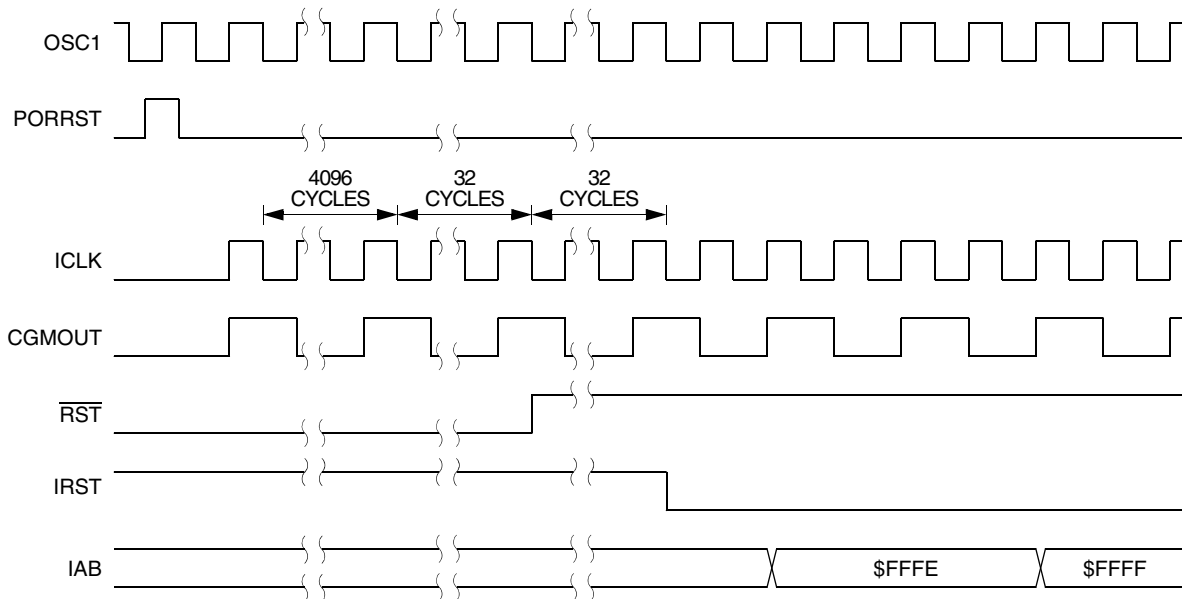 OSC1
PORRST
4096
CYCLES
32
CYCLES
32
CYCLES
ICLK
CGMOUT
RST
IRST
IAB
$FFFE
$FFFF